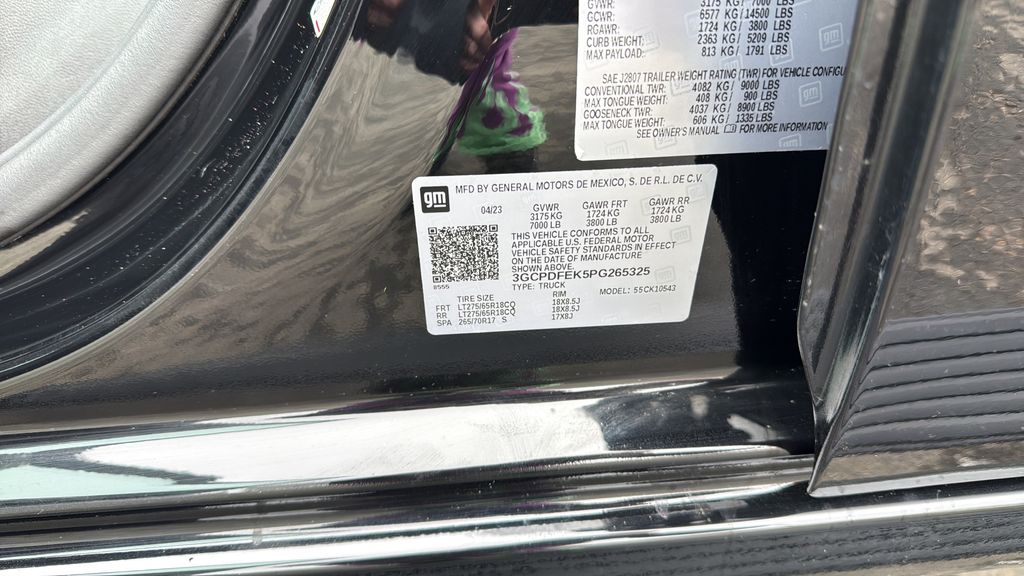 GVWR: 3175 KG / 7000 LBS
GCWR: 6577 KG / 14500 LBS
RGAWR: 1724 KG / 3800 LBS
CURB WEIGHT: 2363 KG / 5209 LBS
MAX PAYLOAD: 813 KG / 1791 LBS
SAE J2807 TRAILER WEIGHT RATING (TWR) FOR VEHICLE CONFIGU
CONVENTIONAL TWR: 4082 KG / 9000 LBS
MAX TONGUE WEIGHT: 408 KG / 900 LBS
GOOSENECK TWR: 4037 KG / 8900 LBS
MAX TONGUE WEIGHT: 606 KG / 1335 LBS
SEE OWNER'S MANUAL FOR MORE INFORMATION
gm MFD BY GENERAL MOTORS DE MEXICO, S. DE R.L. DE C.V.
04/23 GVWR GAWR FRT GAWR RR
3175 KG 1724 KG 1724 KG
7000 LB 3800 LB 3800 LB
THIS VEHICLE CONFORMS TO ALL
APPLICABLE U.S. FEDERAL MOTOR
VEHICLE SAFETY STANDARDS IN EFFECT
ON THE DATE OF MANUFACTURE
SHOWN ABOVE.
3GCPDFEK5PG265325
8555 TYPE: TRUCK MODEL: 55CK10543
TIRE SIZE RIM
FRT LT275/65R18CQ 18X8.5J
RR LT275/65R18CQ 18X8.5J
SPA 265/70R17 S 17X8J